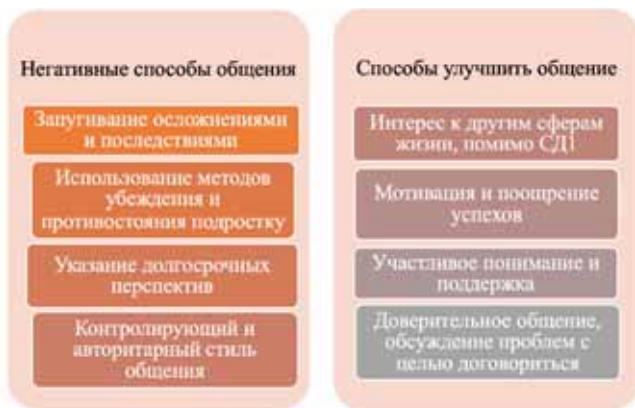 Негативные способы общения
Запугивание осложнениями
и последствиями
Использование методов
убеждения и
противостояния подростку
Указание долгосрочных
перспектив
Контролирующий и
авторитарный стиль
общения
Способы улучшить общение
Интерес к другим сферам
жизни, помимо СД1
Мотивация и поощрение
успехов
Участливое понимание и
поддержка
Доверительное общение,
обсуждение проблем с
целью договориться